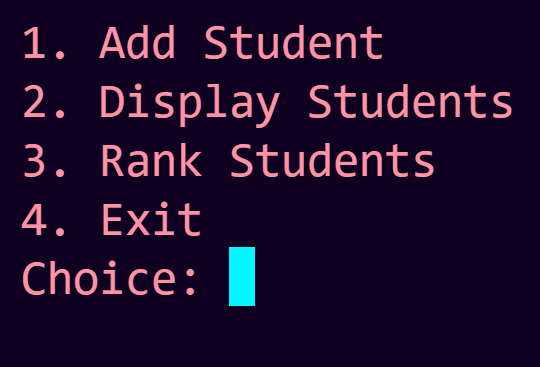 1. Add Student
2. Display Students
3. Rank Students
4. Exit
Choice: